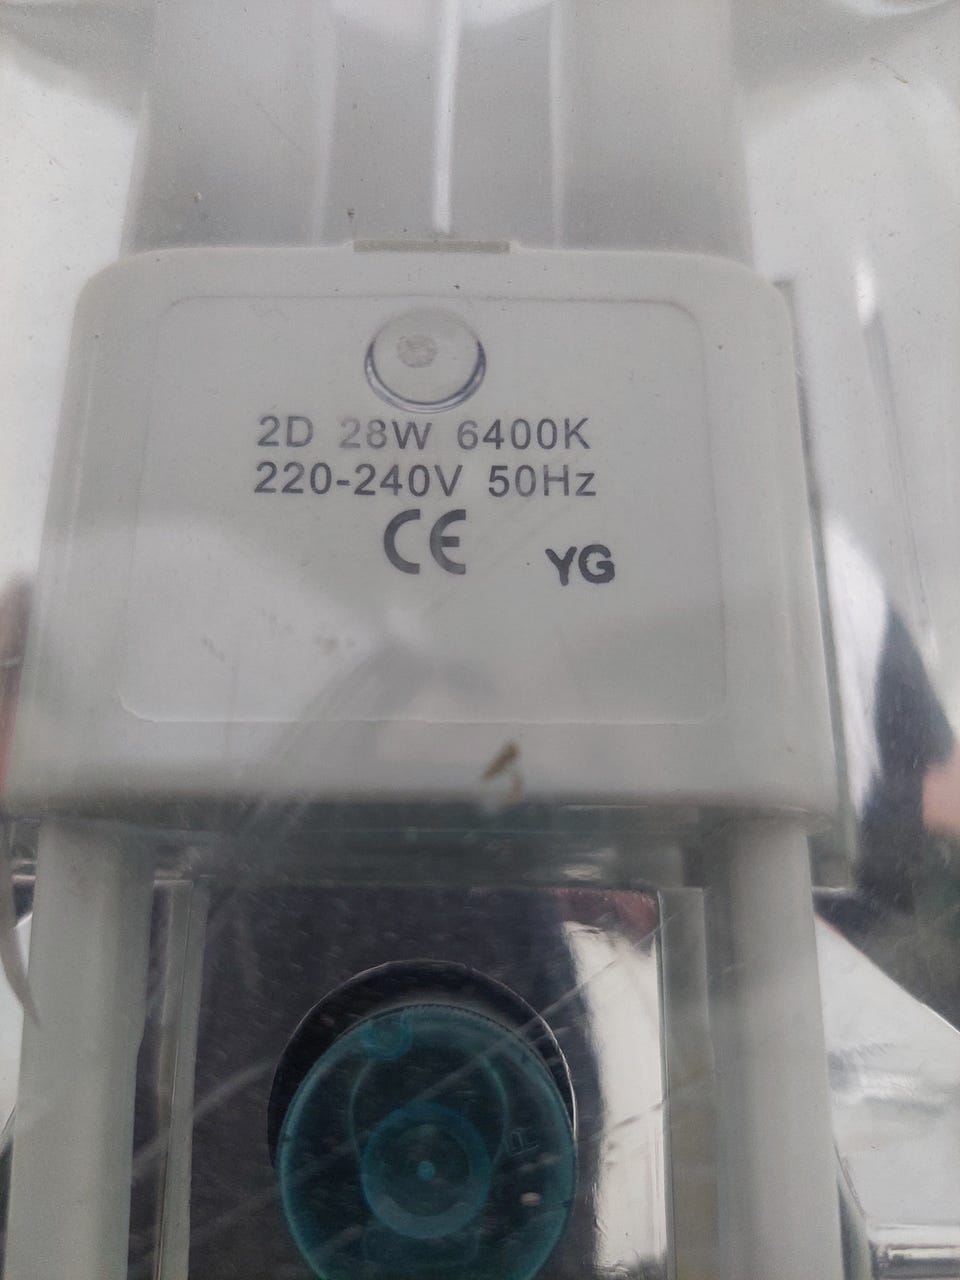 2D 28W 6400K
220-240V 50Hz
CE YG